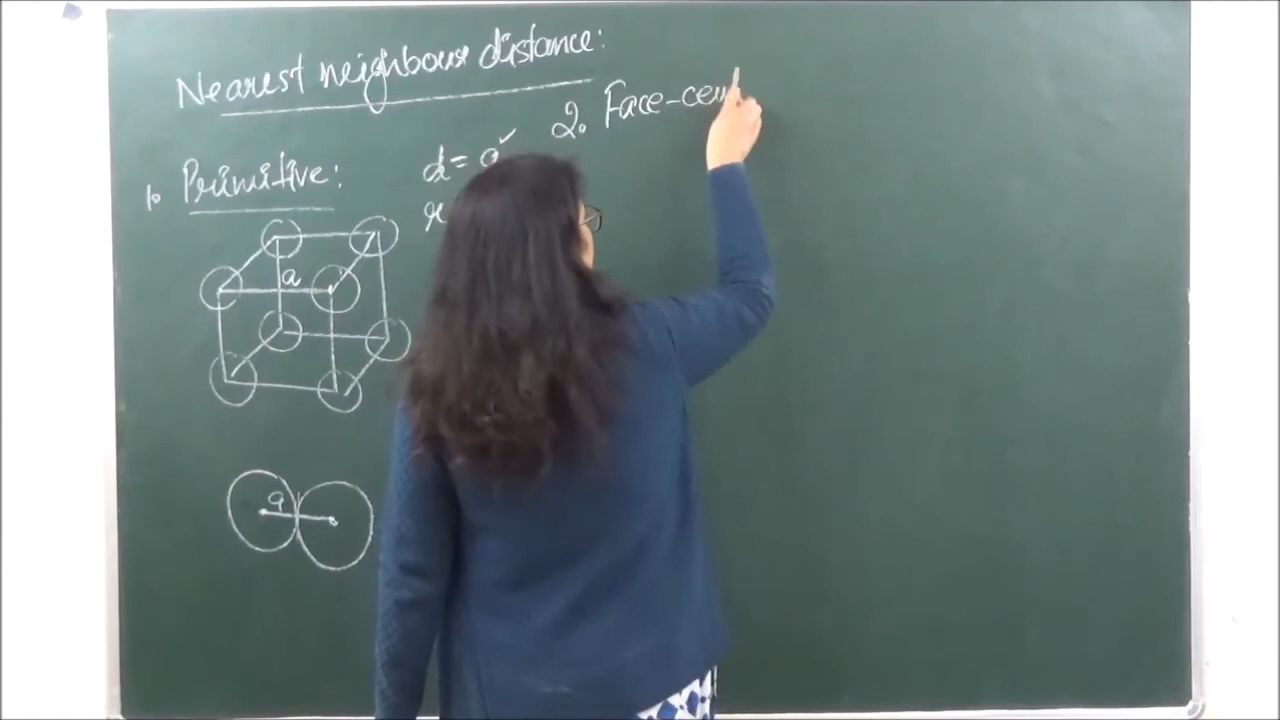 Nearest neighbour distance:
1. Primitive:
d = a ✓
r
a
a
2. Face-cen